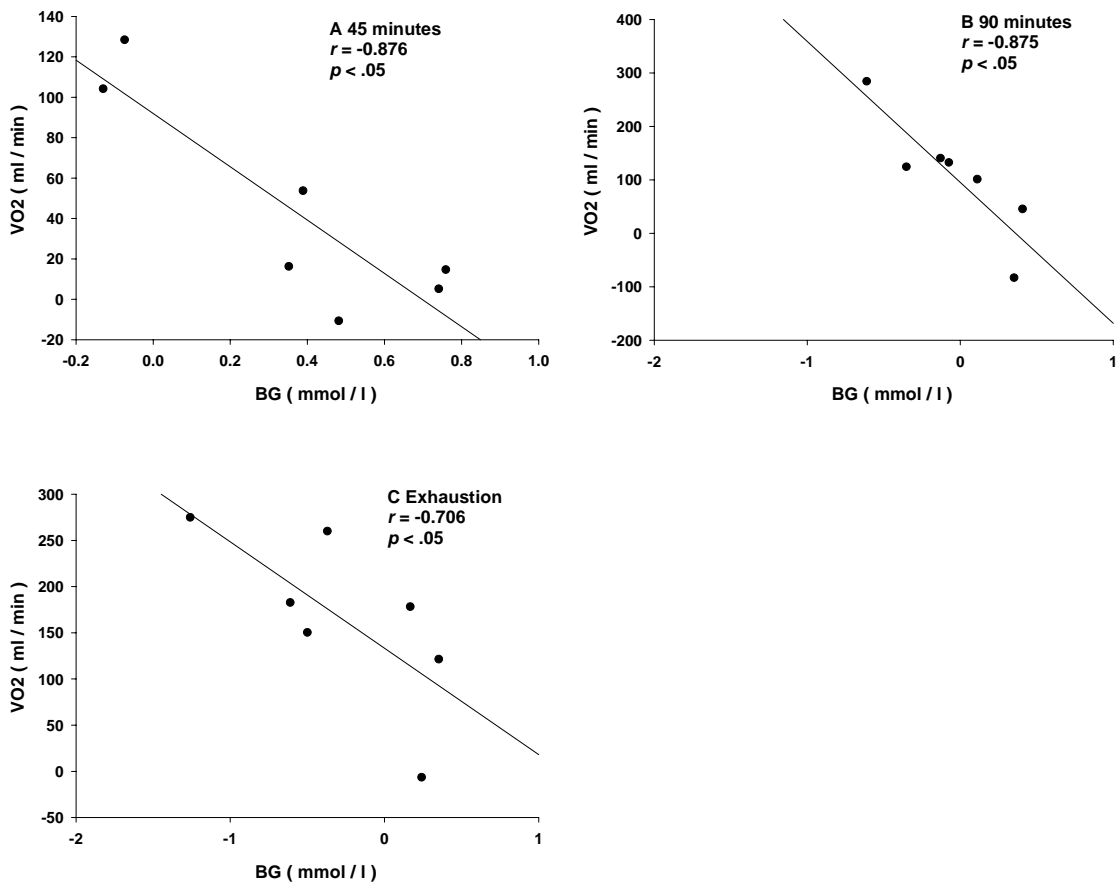 A 45 minutes
r = -0.876
p < .05
VO2 ( ml / min )
140
120
100
80
60
40
20
0
-20
-0.2 0.0 0.2 0.4 0.6 0.8 1.0
BG ( mmol / l )
B 90 minutes
r = -0.875
p < .05
VO2 ( ml / min )
400
300
200
100
0
-100
-200
-2 -1 0 1
BG ( mmol / l )
C Exhaustion
r = -0.706
p < .05
VO2 ( ml / min )
300
250
200
150
100
50
0
-50
-2 -1 0 1
BG ( mmol / l )